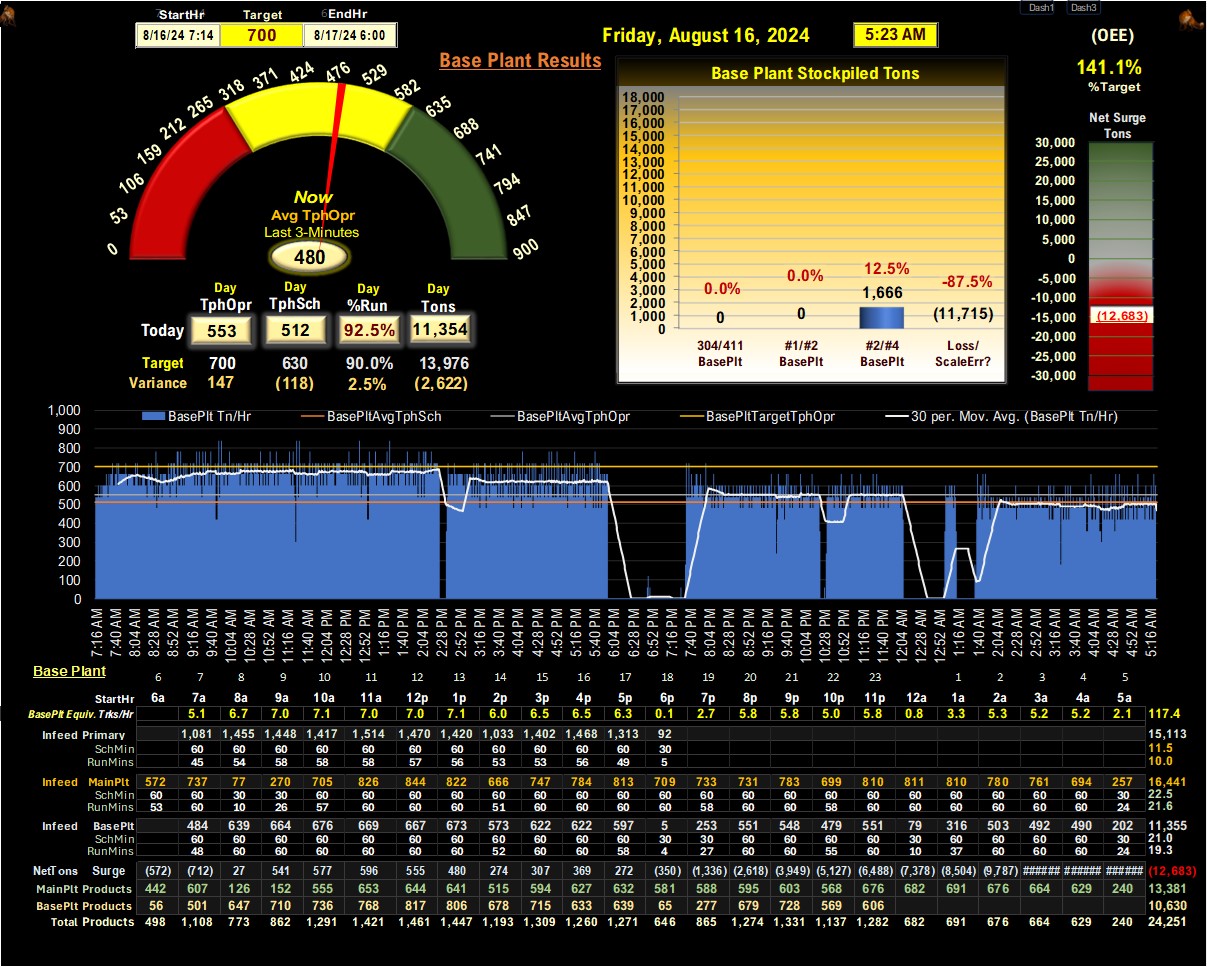 StartHr Target EndHr
8/16/24 7:14 700 8/17/24 6:00
Dash1 Dash3
Friday, August 16, 2024 5:23 AM
Base Plant Results
(OEE)
141.1%
%Target
0 53 106 159 212 265 318 371 424 476 529 582 635 688 741 794 847 900
Now
Avg TphOpr
Last 3-Minutes
480
Day Day Day Day
TphOpr TphSch %Run Tons
Today 553 512 92.5% 11,354
Target 700 630 90.0% 13,976
Variance 147 (118) 2.5% (2,622)
Base Plant Stockpiled Tons
18,000
17,000
16,000
15,000
14,000
13,000
12,000
11,000
10,000
9,000
8,000
7,000
6,000
5,000
4,000
3,000
2,000
1,000
0
0.0% 0.0% 12.5% -87.5%
0 0 1,666 (11,715)
304/411 #1/#2 #2/#4 Loss/
BasePlt BasePlt BasePlt ScaleErr?
Net Surge
Tons
30,000
25,000
20,000
15,000
10,000
5,000
0
-5,000
-10,000
-15,000
-20,000
-25,000
-30,000
(12,683)
BasePlt Tn/Hr BasePltAvgTphSch BasePltAvgTphOpr BasePltTargetTphOpr 30 per. Mov. Avg. (BasePlt Tn/Hr)
1,000
900
800
700
600
500
400
300
200
100
0
7:16 AM 7:40 AM 8:04 AM 8:28 AM 8:52 AM 9:16 AM 9:40 AM 10:04 AM 10:28 AM 10:52 AM 11:16 AM 11:40 AM 12:04 PM 12:28 PM 12:52 PM 1:16 PM 1:40 PM 2:04 PM 2:28 PM 2:52 PM 3:16 PM 3:40 PM 4:04 PM 4:28 PM 4:52 PM 5:16 PM 5:40 PM 6:04 PM 6:28 PM 6:52 PM 7:16 PM 7:40 PM 8:04 PM 8:28 PM 8:52 PM 9:16 PM 9:40 PM 10:04 PM 10:28 PM 10:52 PM 11:16 PM 11:40 PM 12:04 AM 12:28 AM 12:52 AM 1:16 AM 1:40 AM 2:04 AM 2:28 AM 2:52 AM 3:16 AM 3:40 AM 4:04 AM 4:28 AM 4:52 AM 5:16 AM
Base Plant 6 7 8 9 10 11 12 13 14 15 16 17 18 19 20 21 22 23 1 2 3 4 5
StartHr 6a 7a 8a 9a 10a 11a 12p 1p 2p 3p 4p 5p 6p 7p 8p 9p 10p 11p 12a 1a 2a 3a 4a 5a
BasePlt Equiv. Trks/Hr 5.1 6.7 7.0 7.1 7.0 7.0 7.1 6.0 6.5 6.5 6.3 0.1 2.7 5.8 5.8 5.0 5.8 0.8 3.3 5.3 5.2 5.2 2.1 117.4
Infeed Primary 1,081 1,455 1,448 1,417 1,514 1,470 1,420 1,033 1,402 1,468 1,313 92 15,113
SchMin 60 60 60 60 60 60 60 60 60 60 60 30 11.5
RunMins 45 54 58 58 58 57 56 53 53 56 49 5 10.0
Infeed MainPlt 572 737 77 270 705 826 844 822 666 747 784 813 709 733 731 783 699 810 811 810 780 761 694 257 16,441
SchMin 60 60 30 30 60 60 60 60 60 60 60 60 60 60 60 60 60 60 60 60 60 60 60 30 22.5
RunMins 53 60 10 26 57 60 60 60 51 60 60 60 60 58 60 60 58 60 60 60 60 60 60 24 21.6
Infeed BasePlt 484 639 664 676 669 667 673 573 622 622 597 5 253 551 548 479 551 79 316 503 492 490 202 11,355
SchMin 60 60 60 60 60 60 60 60 60 60 60 30 30 60 60 60 60 30 60 60 60 60 30 21.0
RunMins 48 60 60 60 60 60 60 52 60 60 58 4 27 60 60 55 60 10 37 60 60 60 24 19.3
NetTons Surge (572) (712) 27 541 577 596 555 480 274 307 369 272 (350) (1,336) (2,618) (3,949) (5,127) (6,488) (7,378) (8,504) (9,787) ###### ###### ###### (12,683)
MainPlt Products 442 607 126 152 555 653 644 641 515 594 627 632 581 588 595 603 568 676 682 691 676 664 629 240 13,381
BasePlt Products 56 501 647 710 736 768 817 806 678 715 633 639 65 277 679 728 569 606 10,630
Total Products 498 1,108 773 862 1,291 1,421 1,461 1,447 1,193 1,309 1,260 1,271 646 865 1,274 1,331 1,137 1,282 682 691 676 664 629 240 24,251